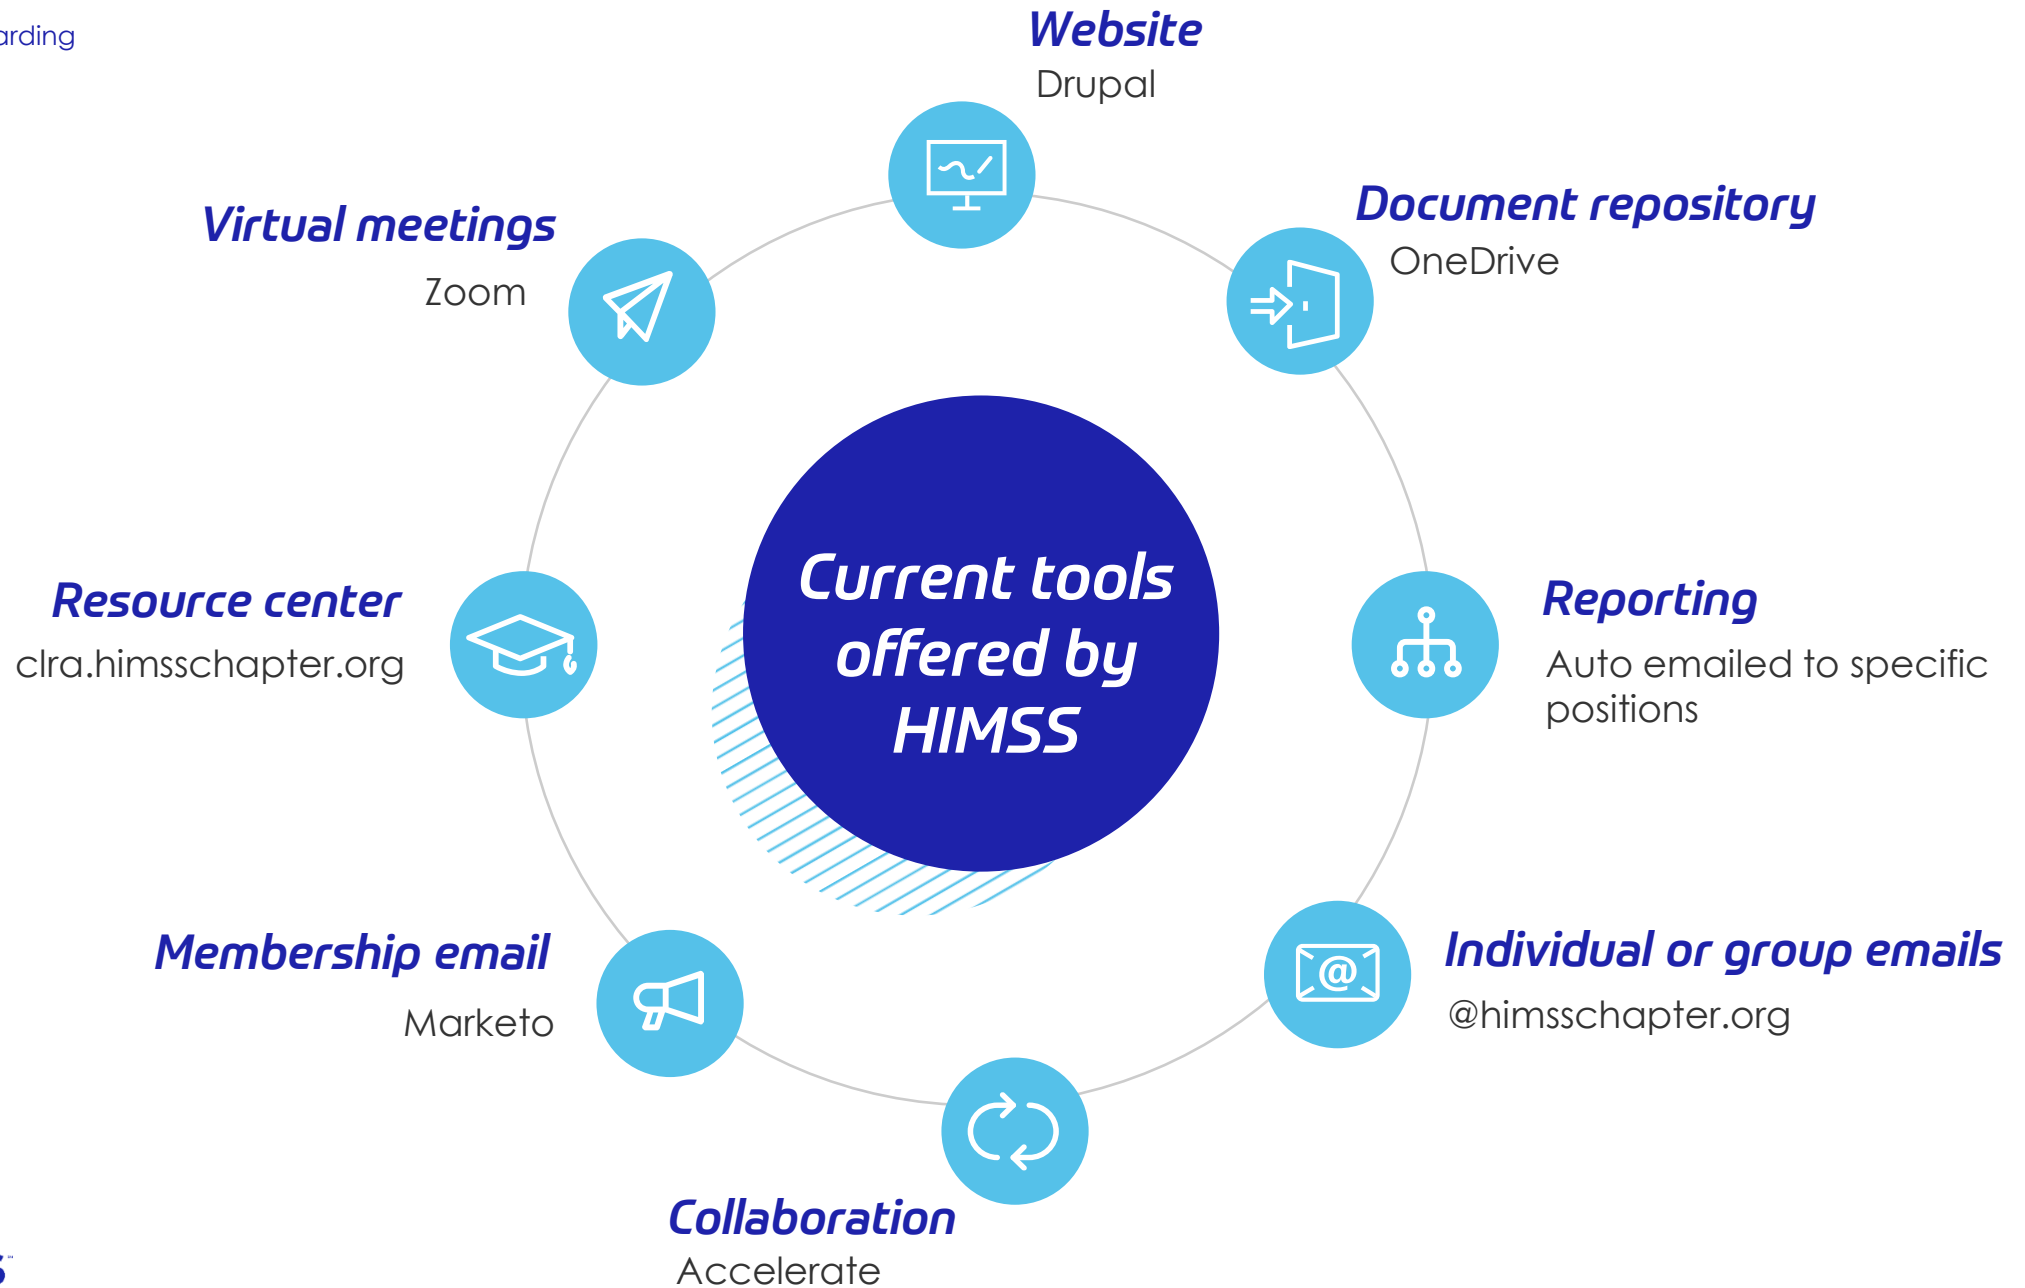 Website
Drupal
Document repository
OneDrive
Virtual meetings
Zoom
Current tools
offered by
HIMSS
Resource center
clra.himsschapter.org
Reporting
Auto emailed to specific
positions
Membership email
Marketo
Individual or group emails
@himsschapter.org
Collaboration
Accelerate